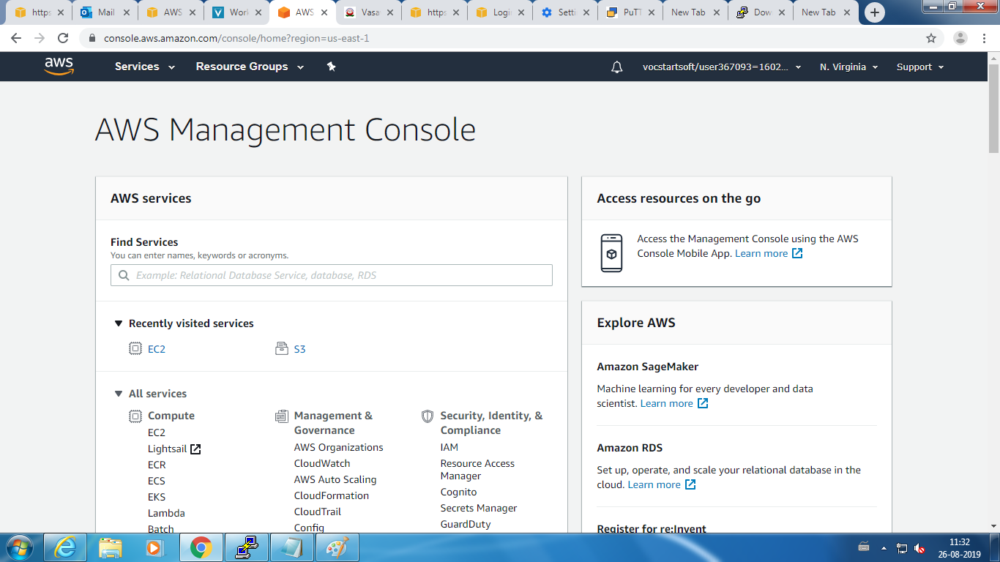 https
Mail
AWS
Work
AWS
Vasa
https
Logi
Setti
PuTT
New Tab
Dow
New Tab
console.aws.amazon.com/console/home?region=us-east-1
aws
Services
Resource Groups
vocstartsoft/user367093=1602...
N. Virginia
Support
AWS Management Console
AWS services
Find Services
You can enter names, keywords or acronyms.
Example: Relational Database Service, database, RDS
Recently visited services
EC2
S3
All services
Compute
EC2
Lightsail
ECR
ECS
EKS
Lambda
Batch
Management &
Governance
AWS Organizations
CloudWatch
AWS Auto Scaling
CloudFormation
CloudTrail
Config
Security, Identity, &
Compliance
IAM
Resource Access
Manager
Cognito
Secrets Manager
GuardDuty
Access resources on the go
Access the Management Console using the AWS
Console Mobile App. Learn more
Explore AWS
Amazon SageMaker
Machine learning for every developer and data
scientist. Learn more
Amazon RDS
Set up, operate, and scale your relational database in the
cloud. Learn more
Register for re:Invent
11:32
26-08-2019